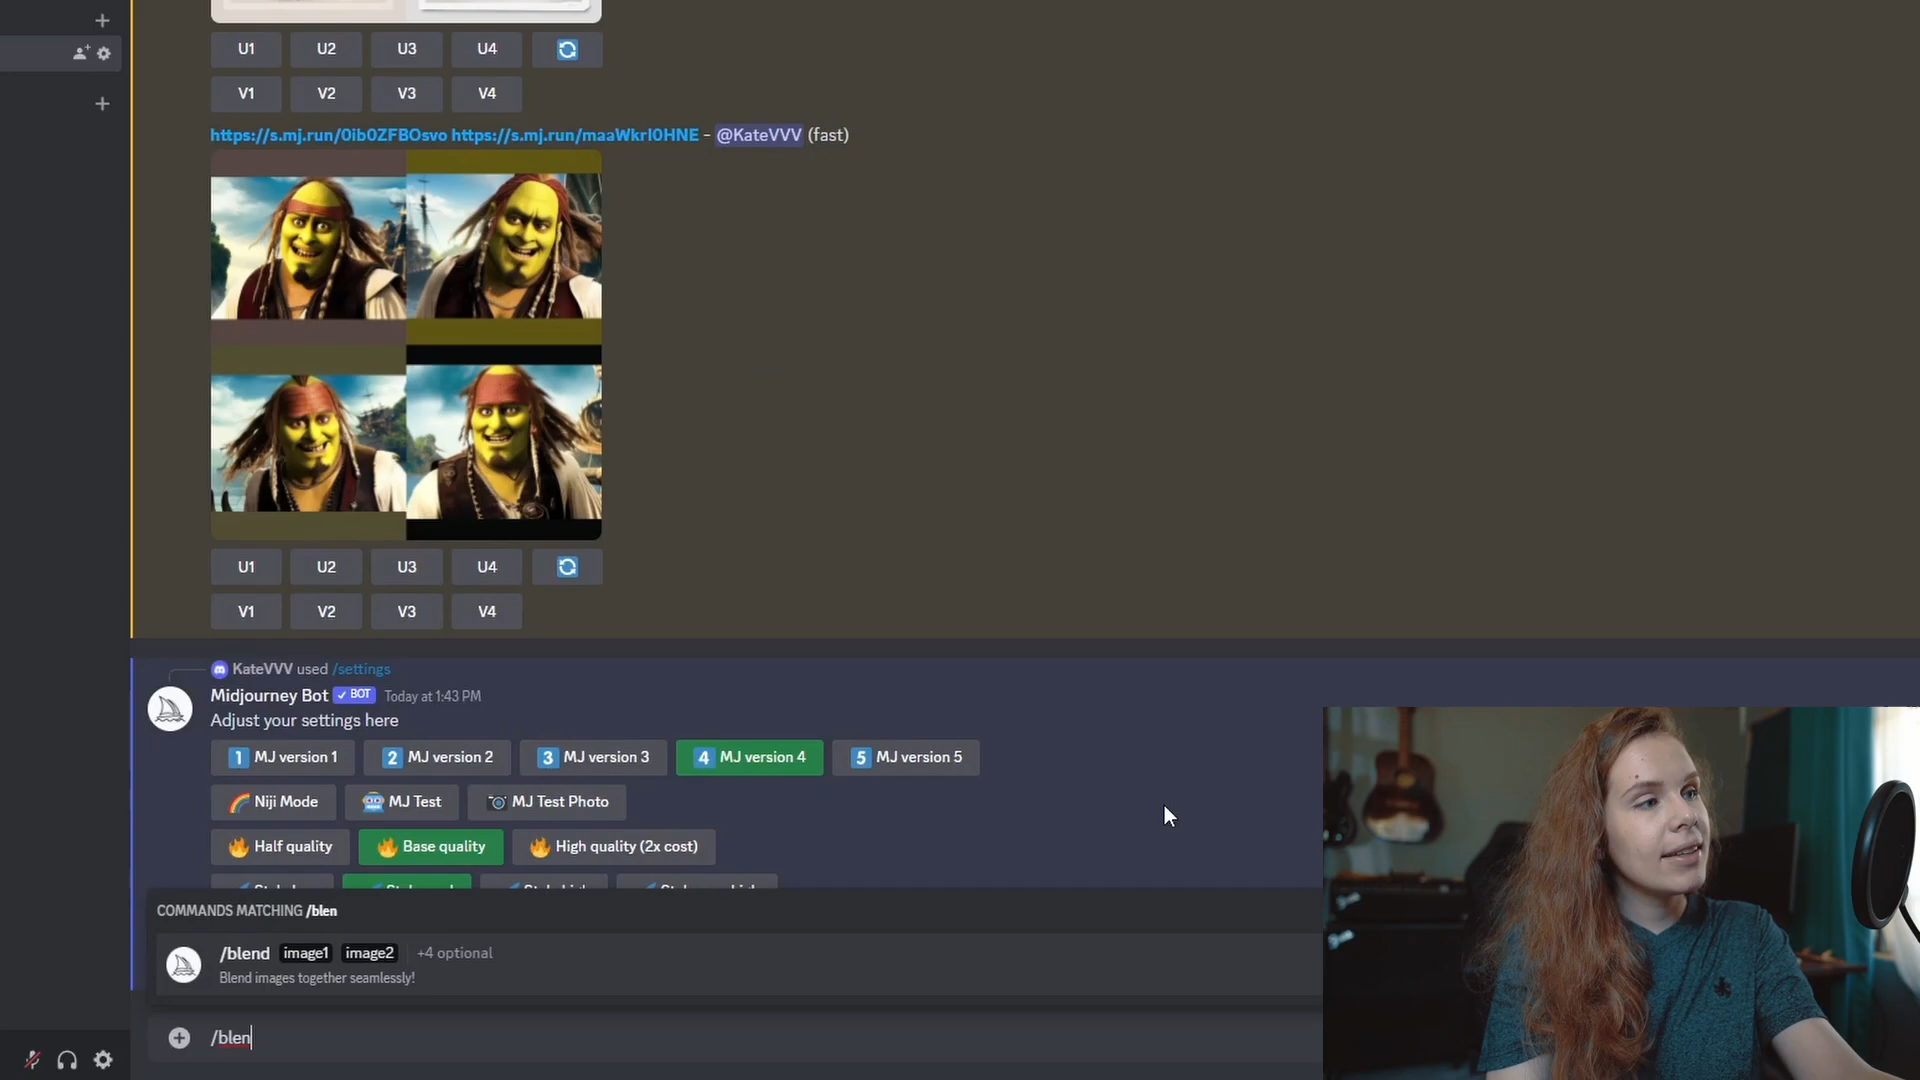 U1 U2 U3 U4
V1 V2 V3 V4
https://s.mj.run/0ib0ZFBOsvo https://s.mj.run/maaWkrl0HNE - @KateVVV (fast)
U1 U2 U3 U4
V1 V2 V3 V4
KateVVV used /settings
Midjourney Bot ✓ BOT Today at 1:43 PM
Adjust your settings here
1 MJ version 1 2 MJ version 2 3 MJ version 3 4 MJ version 4 5 MJ version 5
Niji Mode MJ Test MJ Test Photo
Half quality Base quality High quality (2x cost)
COMMANDS MATCHING /blen
/blend image1 image2 +4 optional
Blend images together seamlessly!
/blen